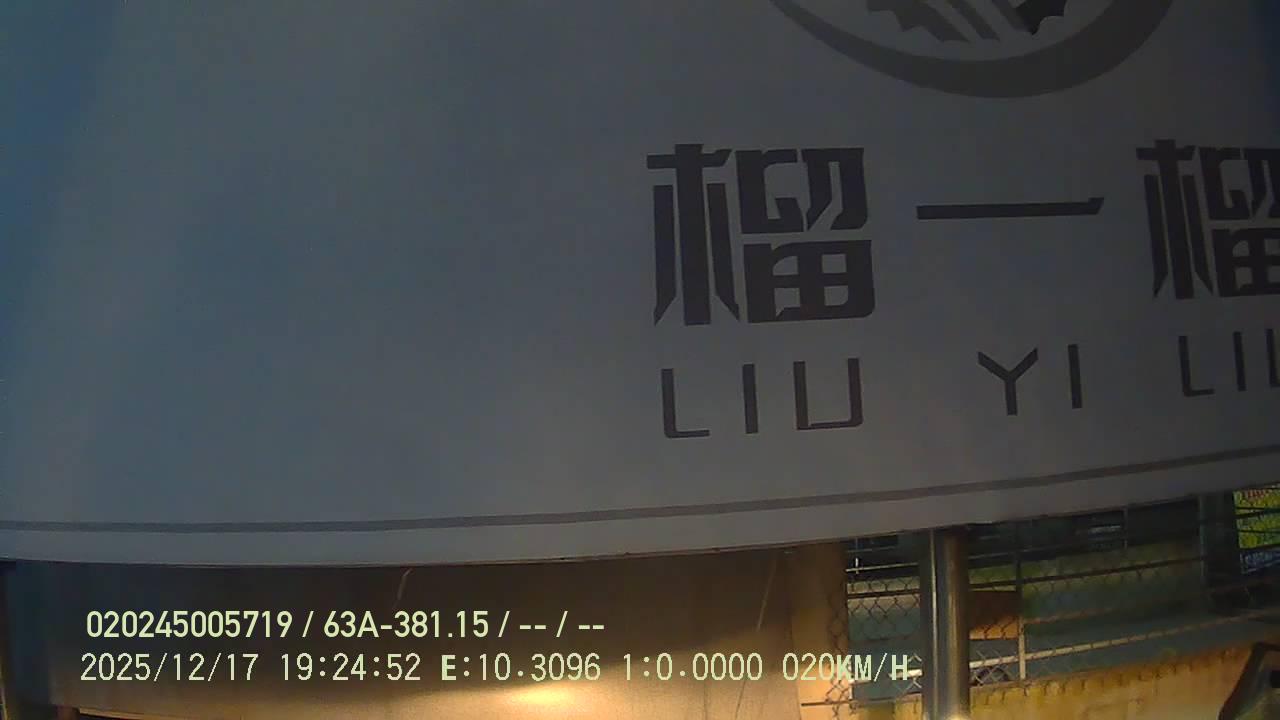 榴一榴
LIU YI LIU
020245005719 / 63A-381.15 / -- / --
2025/12/17 19:24:52 E:10.3096 1:0.0000 020KM/H